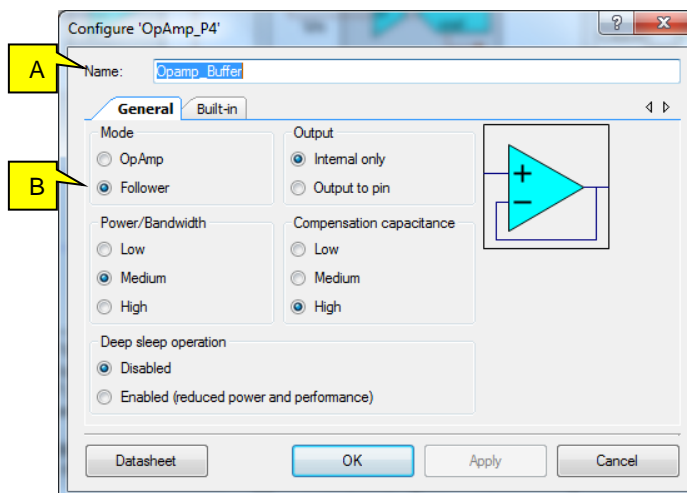 Configure 'OpAmp_P4'
A
Name: Opamp_Buffer
General Built-in
Mode
OpAmp
B
Follower
Output
Internal only
Output to pin
Power/Bandwidth
Low
Medium
High
Compensation capacitance
Low
Medium
High
Deep sleep operation
Disabled
Enabled (reduced power and performance)
Datasheet OK Apply Cancel